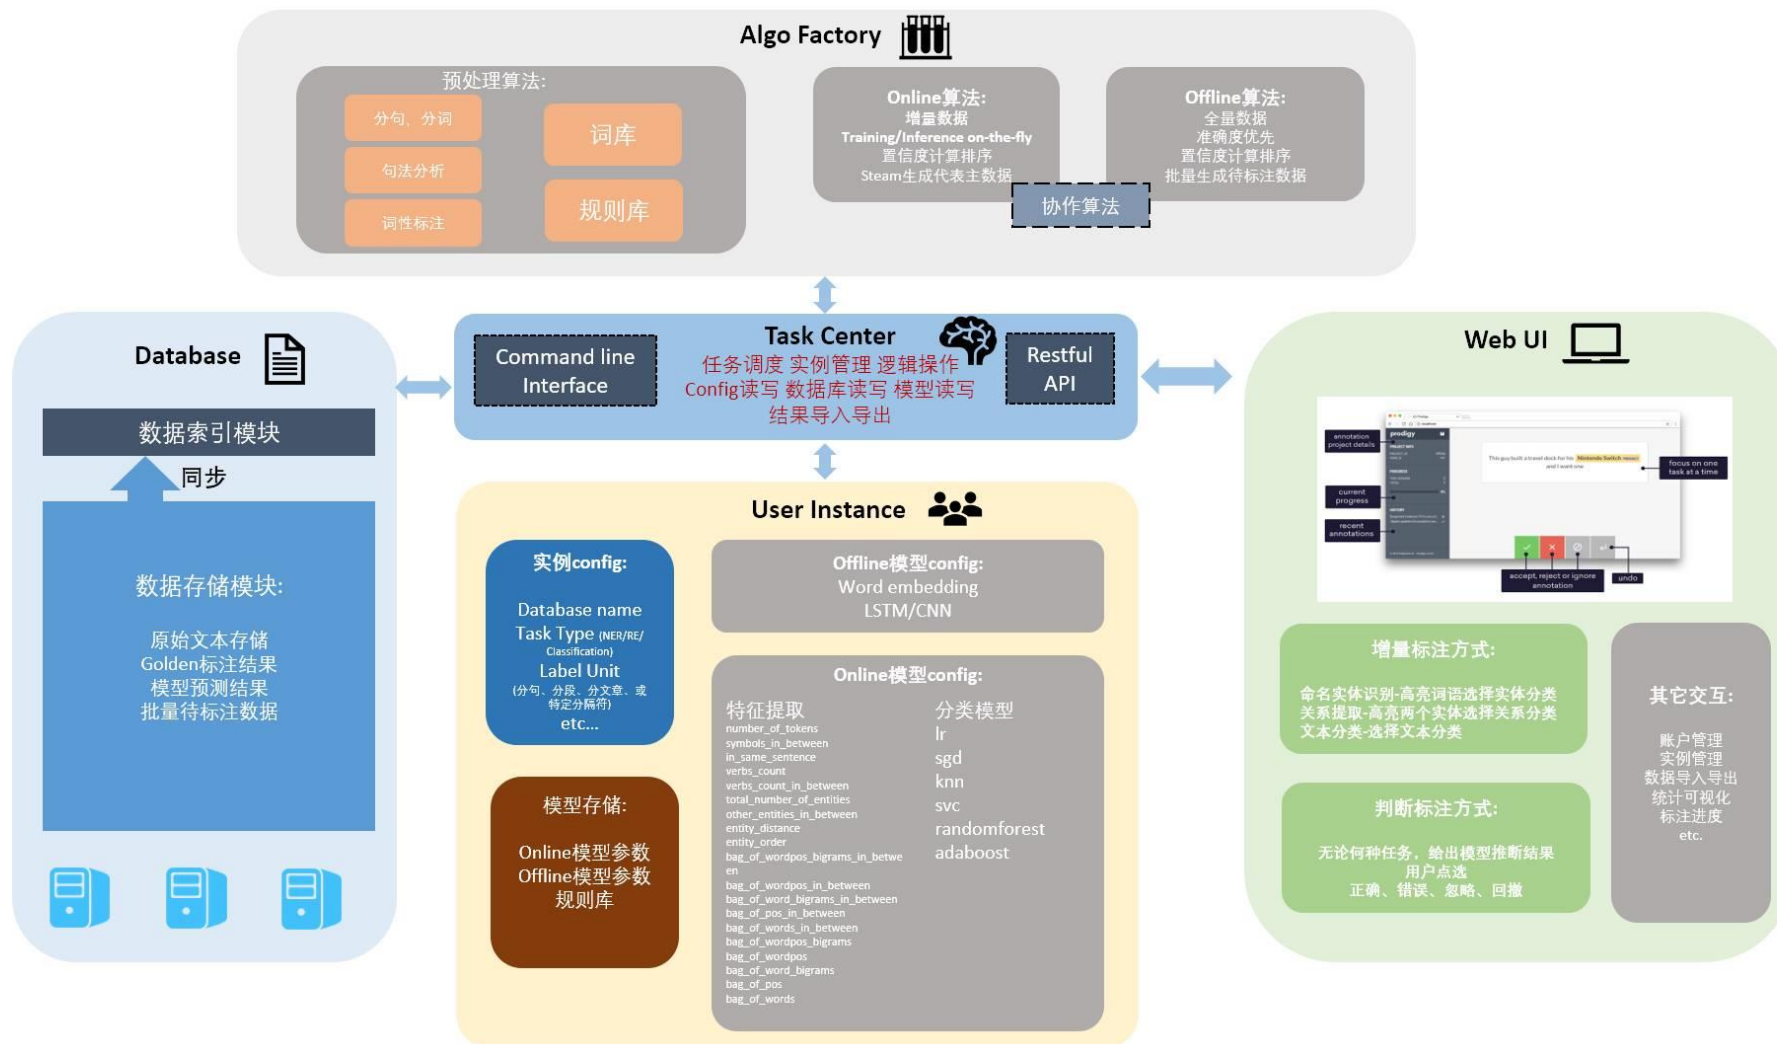 Algo Factory
预处理算法:
分句，分词
句法分析
词性标注
词库
规则库
Online算法:
增量数据
Training/Inference on-the-fly
置信度计算排序
Steam生成代表主数据
Offline算法:
全量数据
准确度优先
置信度计算排序
批量生成待标注数据
协作算法
Database
数据索引模块
同步
数据存储模块:
原始文本存储
Golden标注结果
模型预测结果
批量待标注数据
Command line
Interface
Task Center
任务调度 实例管理 逻辑操作
Config读写 数据库读写 模型读写
结果导入导出
Restful
API
User Instance
实例config:
Database name
Task Type (NER/RE/
Classification)
Label Unit
(分句、分段、分文章、或
特定分隔符)
etc...
模型存储:
Online模型参数
Offline模型参数
规则库
Offline模型config:
Word embedding
LSTM/CNN
Online模型config:
特征提取
number_of_tokens
symbols_in_between
in_same_sentence
verbs_count
verbs_count_in_between
total_number_of_entities
other_entities_in_between
entity_distance
entity_order
bag_of_wordpos_bigrams_in_betwe
en
bag_of_wordpos_in_between
bag_of_word_bigrams_in_between
bag_of_pos_in_between
bag_of_words_in_between
bag_of_wordpos_bigrams
bag_of_wordpos
bag_of_word_bigrams
bag_of_pos
bag_of_words
分类模型
lr
sgd
knn
svc
randomforest
adaboost
Web UI
annotation
project details
current
progress
recent
annotations
prodigy
PROJECT INFO
PROGRESS
HISTORY
This guy built a travel dock for his Nintendo Switch
and I want one
focus on one
task at a time
accept, reject or ignore
annotation
undo
增量标注方式:
命名实体识别-高亮词语选择实体分类
关系提取-高亮两个实体选择关系分类
文本分类-选择文本分类
判断标注方式:
无论何种任务，给出模型推断结果
用户点选
正确、错误、忽略、回撤
其它交互:
账户管理
实例管理
数据导入导出
统计可视化
标注进度
etc.